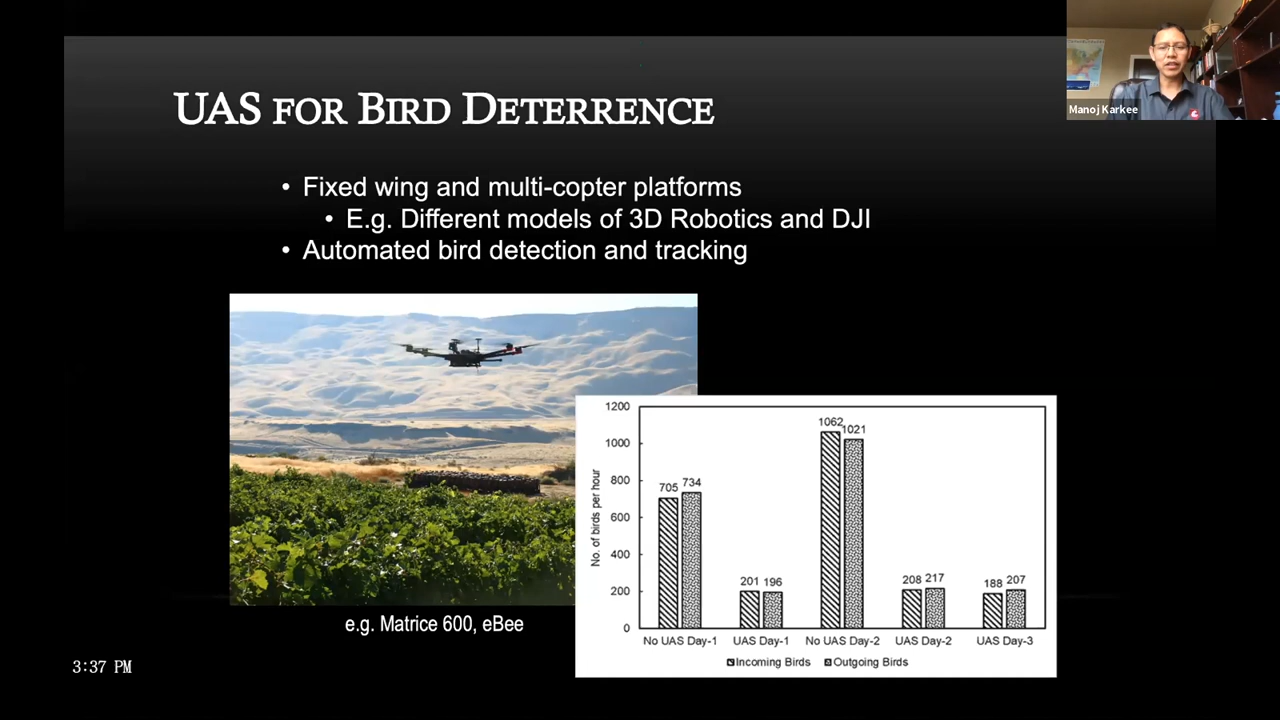 Manoj Karkee
UAS FOR BIRD DETERRENCE
• Fixed wing and multi-copter platforms
• E.g. Different models of 3D Robotics and DJI
• Automated bird detection and tracking
e.g. Matrice 600, eBee
No. of birds per hour
1200
1000
800
600
400
200
0
705 734
201 196
1062 1021
208 217
188 207
No UAS Day-1 UAS Day-1 No UAS Day-2 UAS Day-2 UAS Day-3
Incoming Birds Outgoing Birds
3:37 PM